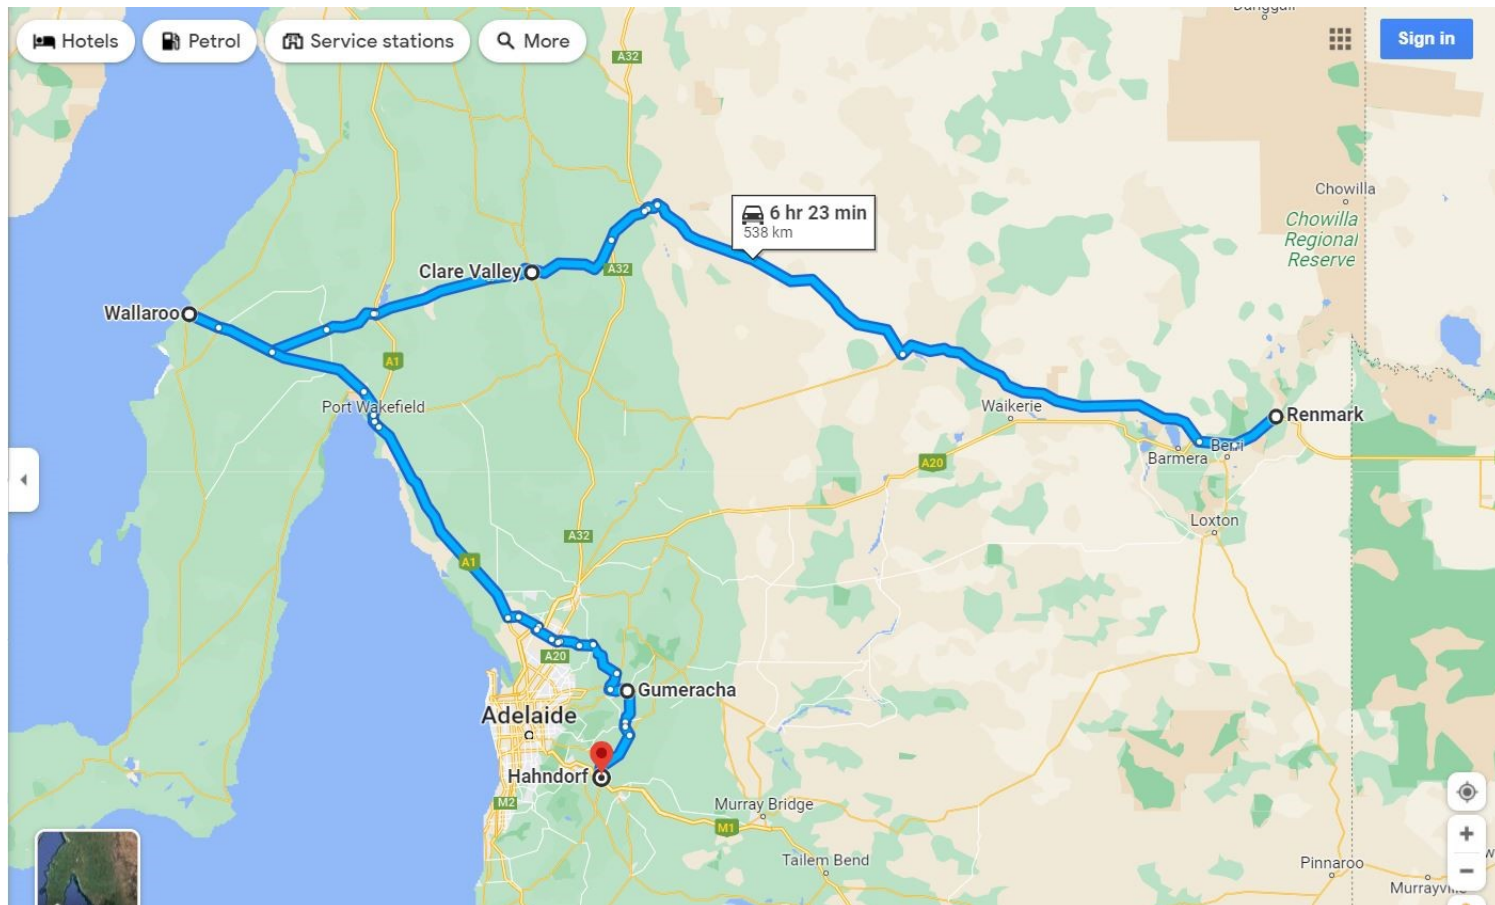 Hotels
Petrol
Service stations
More
Sign in
A32
Chowilla
Chowilla
Regional
Reserve
6 hr 23 min
538 km
Clare Valley
A32
Wallaroo
A1
Port Wakefield
Waikerie
Renmark
Barmera
Berri
A20
Loxton
A32
A1
A20
Gumeracha
Adelaide
Hahndorf
M2
Murray Bridge
M1
Tailem Bend
Pinnaroo